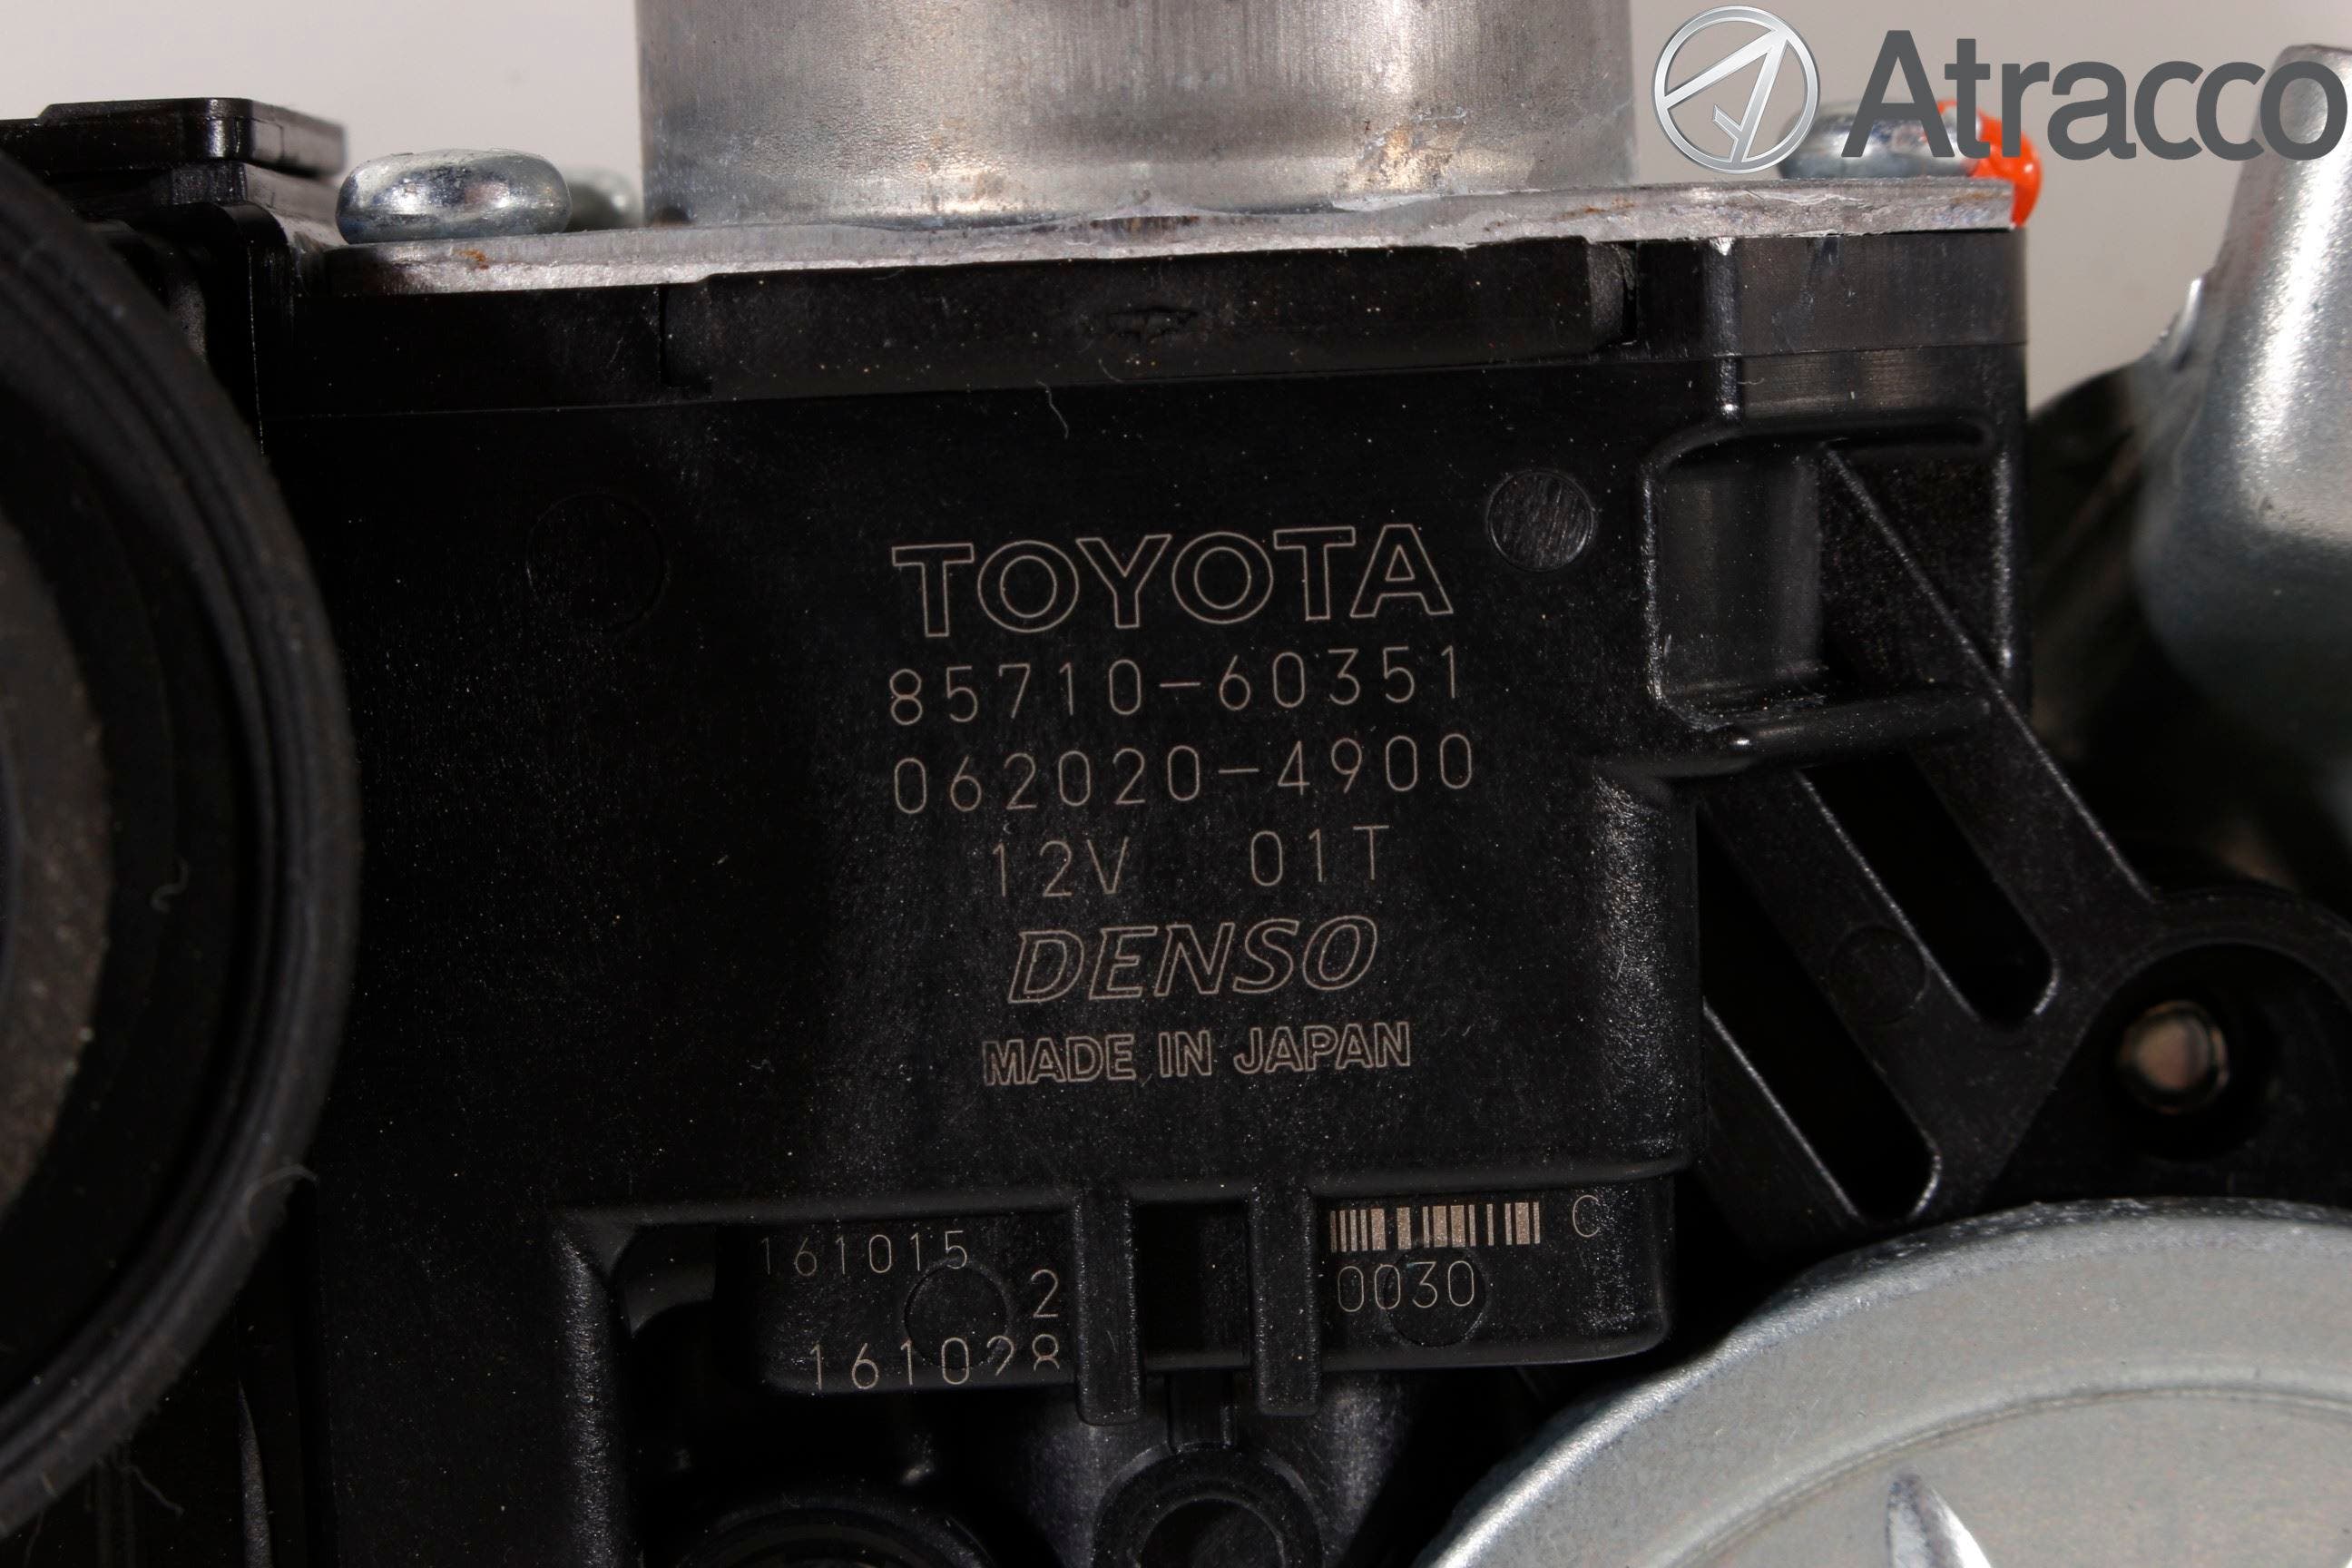 Atracco
TOYOTA
85710-60351
062020-4900
12V 01T
DENSO
MADE IN JAPAN
161015
2
161028
C
0030